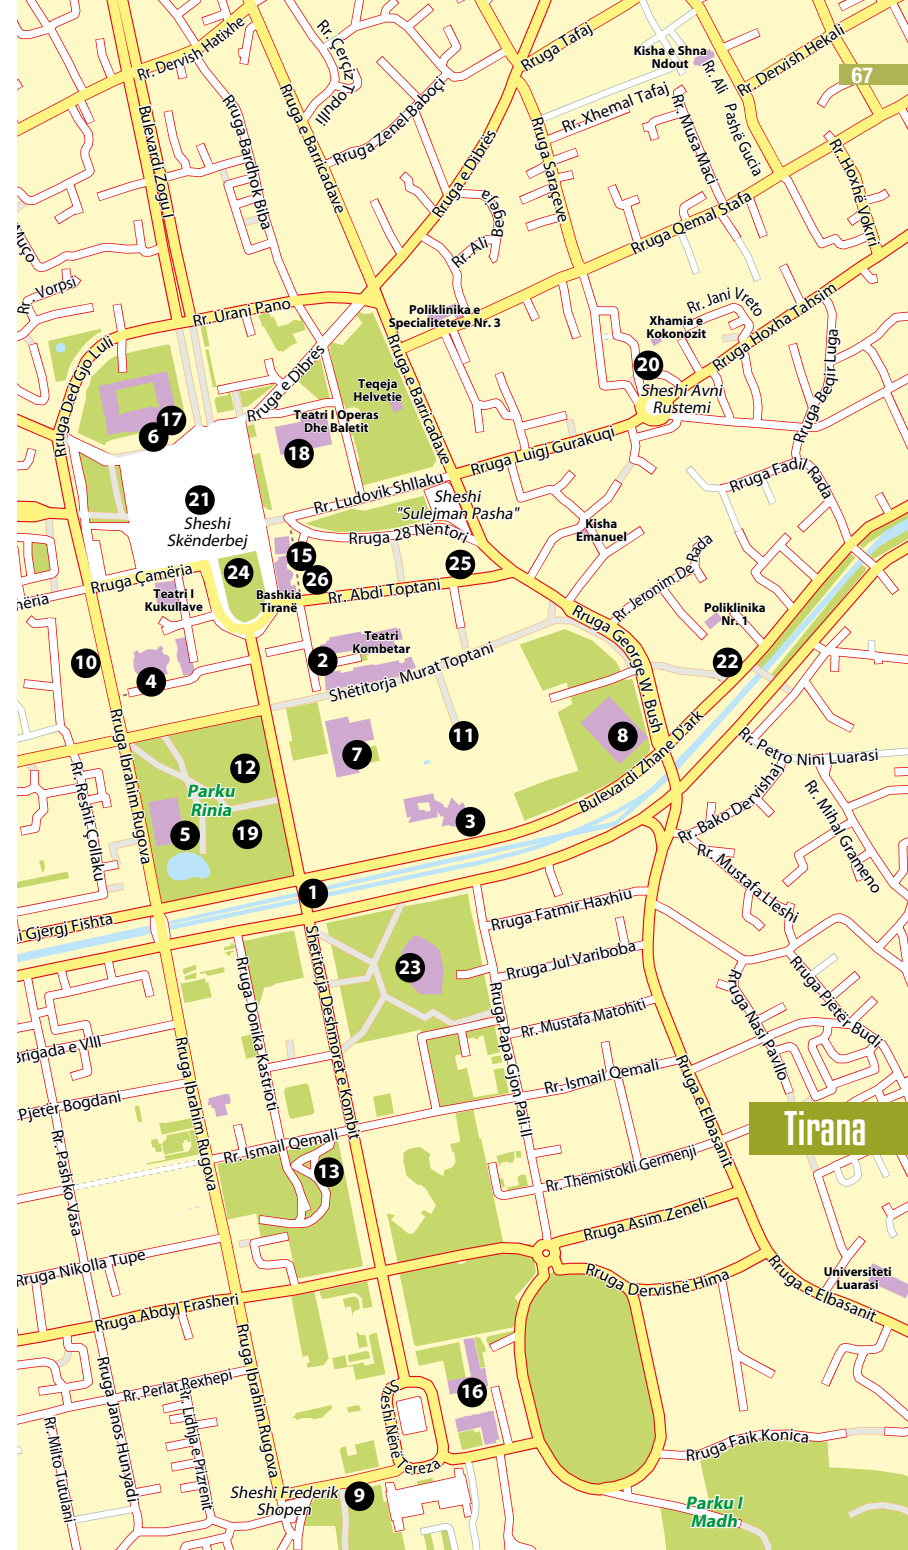 Rr. Dervish Hatixhe
Rr. Çerçiz Topulli
Rruga Tafaj
Kisha e Shna
Ndout
Rr. Ali Pashë Gucia
Rr. Dervish Hekali
67
Bulevardi Zogu I
Rruga Bardhok Biba
Rruga e Barricadave
Rruga Zenel Baboçi
Rruga e Dibrës
Rruga Saraçeve
Rr. Xhemal Tafaj
Rr. Musa Maci
Rr. Hoxhë Vokrri
Rruga Qemal Stafa
Rr. Ali Begeja
Muço
Rr. Vorpsi
Rr. Urani Pano
Poliklinika e
Specialiteteve Nr. 3
Rr. Jani Vreto
Xhamia e
Kokonozit
Rruga Hoxha Tahsim
Rruga Ded Gjo Luli
Rruga e Dibrës
Rruga e Barricadave
Teqeja
Helvetie
20
Sheshi Avni
Rustemi
Rruga Beqir Luga
17
6
Teatri I Operas
Dhe Baletit
18
Rruga Luigj Gurakuqi
Rruga Fadil Rada
21
Sheshi
Skënderbej
Rr. Ludovik Shllaku
Sheshi
"Sulejman Pasha"
Rruga 28 Nëntori
Kisha
Emanuel
15
24
26
25
Rruga Çamëria
mëria
Teatri I
Kukullave
Bashkia
Tiranë
Rr. Abdi Toptani
Rr. Jeronim De Rada
Poliklinika
Nr. 1
Rruga George W. Bush
10
4
2
Teatri
Kombetar
Shëtitorja Murat Toptani
22
7
11
8
Bulevardi Zhane D'ark
Rruga Ibrahim Rugova
12
Parku
Rinia
5
19
3
Rr. Reshit Çollaku
Rr. Petro Nini Luarasi
Rr. Bako Dervishaj
Rr. Mihal Grameno
Rr. Mustafa Lleshi
1
i Gjergj Fishta
Rruga Fatmir Haxhiu
Rruga Donika Kastrioti
Shetitorja Deshmoret e Kombit
23
Rruga Jul Variboba
Rruga Papa Gjon Pali II
Rruga Nasi Pavllo
Rruga Pjetër Budi
Rr. Mustafa Matohiti
Brigada e VIII
Rruga Ibrahim Rugova
Rr. Ismail Qemali
Rruga e Elbasanit
Pjetër Bogdani
Rr. Ismail Qemali
Tirana
Rr. Pashko Vasa
13
Rr. Thëmistokli Germenji
Rruga Asim Zeneli
Rruga Nikolla Tupe
Rruga Dervishë Hima
Rruga e Elbasanit
Universiteti
Luarasi
Rruga Abdyl Frasheri
Rruga Ibrahim Rugova
Rruga Janos Hunyadi
Rr. Perlat Rexhepi
Rr. Lidhja e Prizrenit
Rr. Milto Tutulani
16
Sheshi Nënë Tereza
Rruga Faik Konica
Sheshi Frederik
Shopen
9
Parku I
Madh